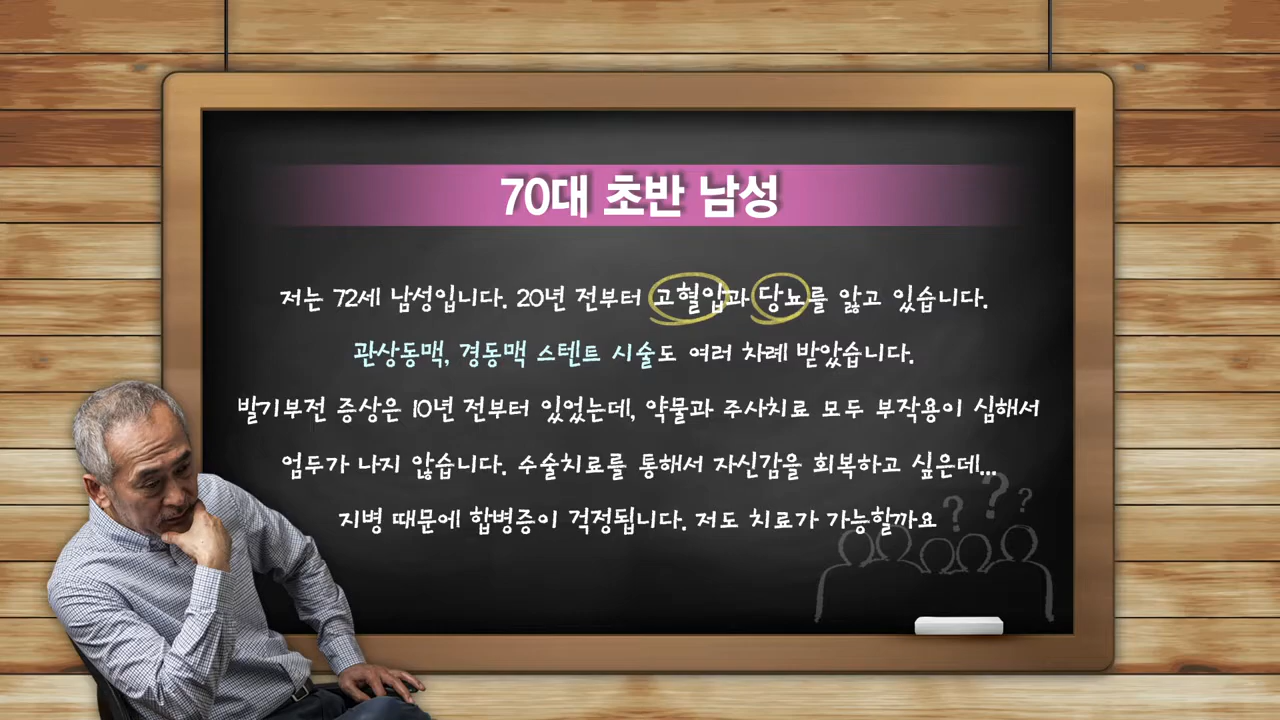 70대 초반 남성
저는 72세 남성입니다. 20년 전부터 고혈압과 당뇨를 앓고 있습니다.
관상동맥, 경동맥 스텐트 시술도 여러 차례 받았습니다.
발기부전 증상은 10년 전부터 있었는데, 약물과 주사치료 모두 부작용이 심해서
엄두가 나지 않습니다. 수술치료를 통해서 자신감을 회복하고 싶은데...
지병 때문에 합병증이 걱정됩니다. 저도 치료가 가능할까요
? ? ?